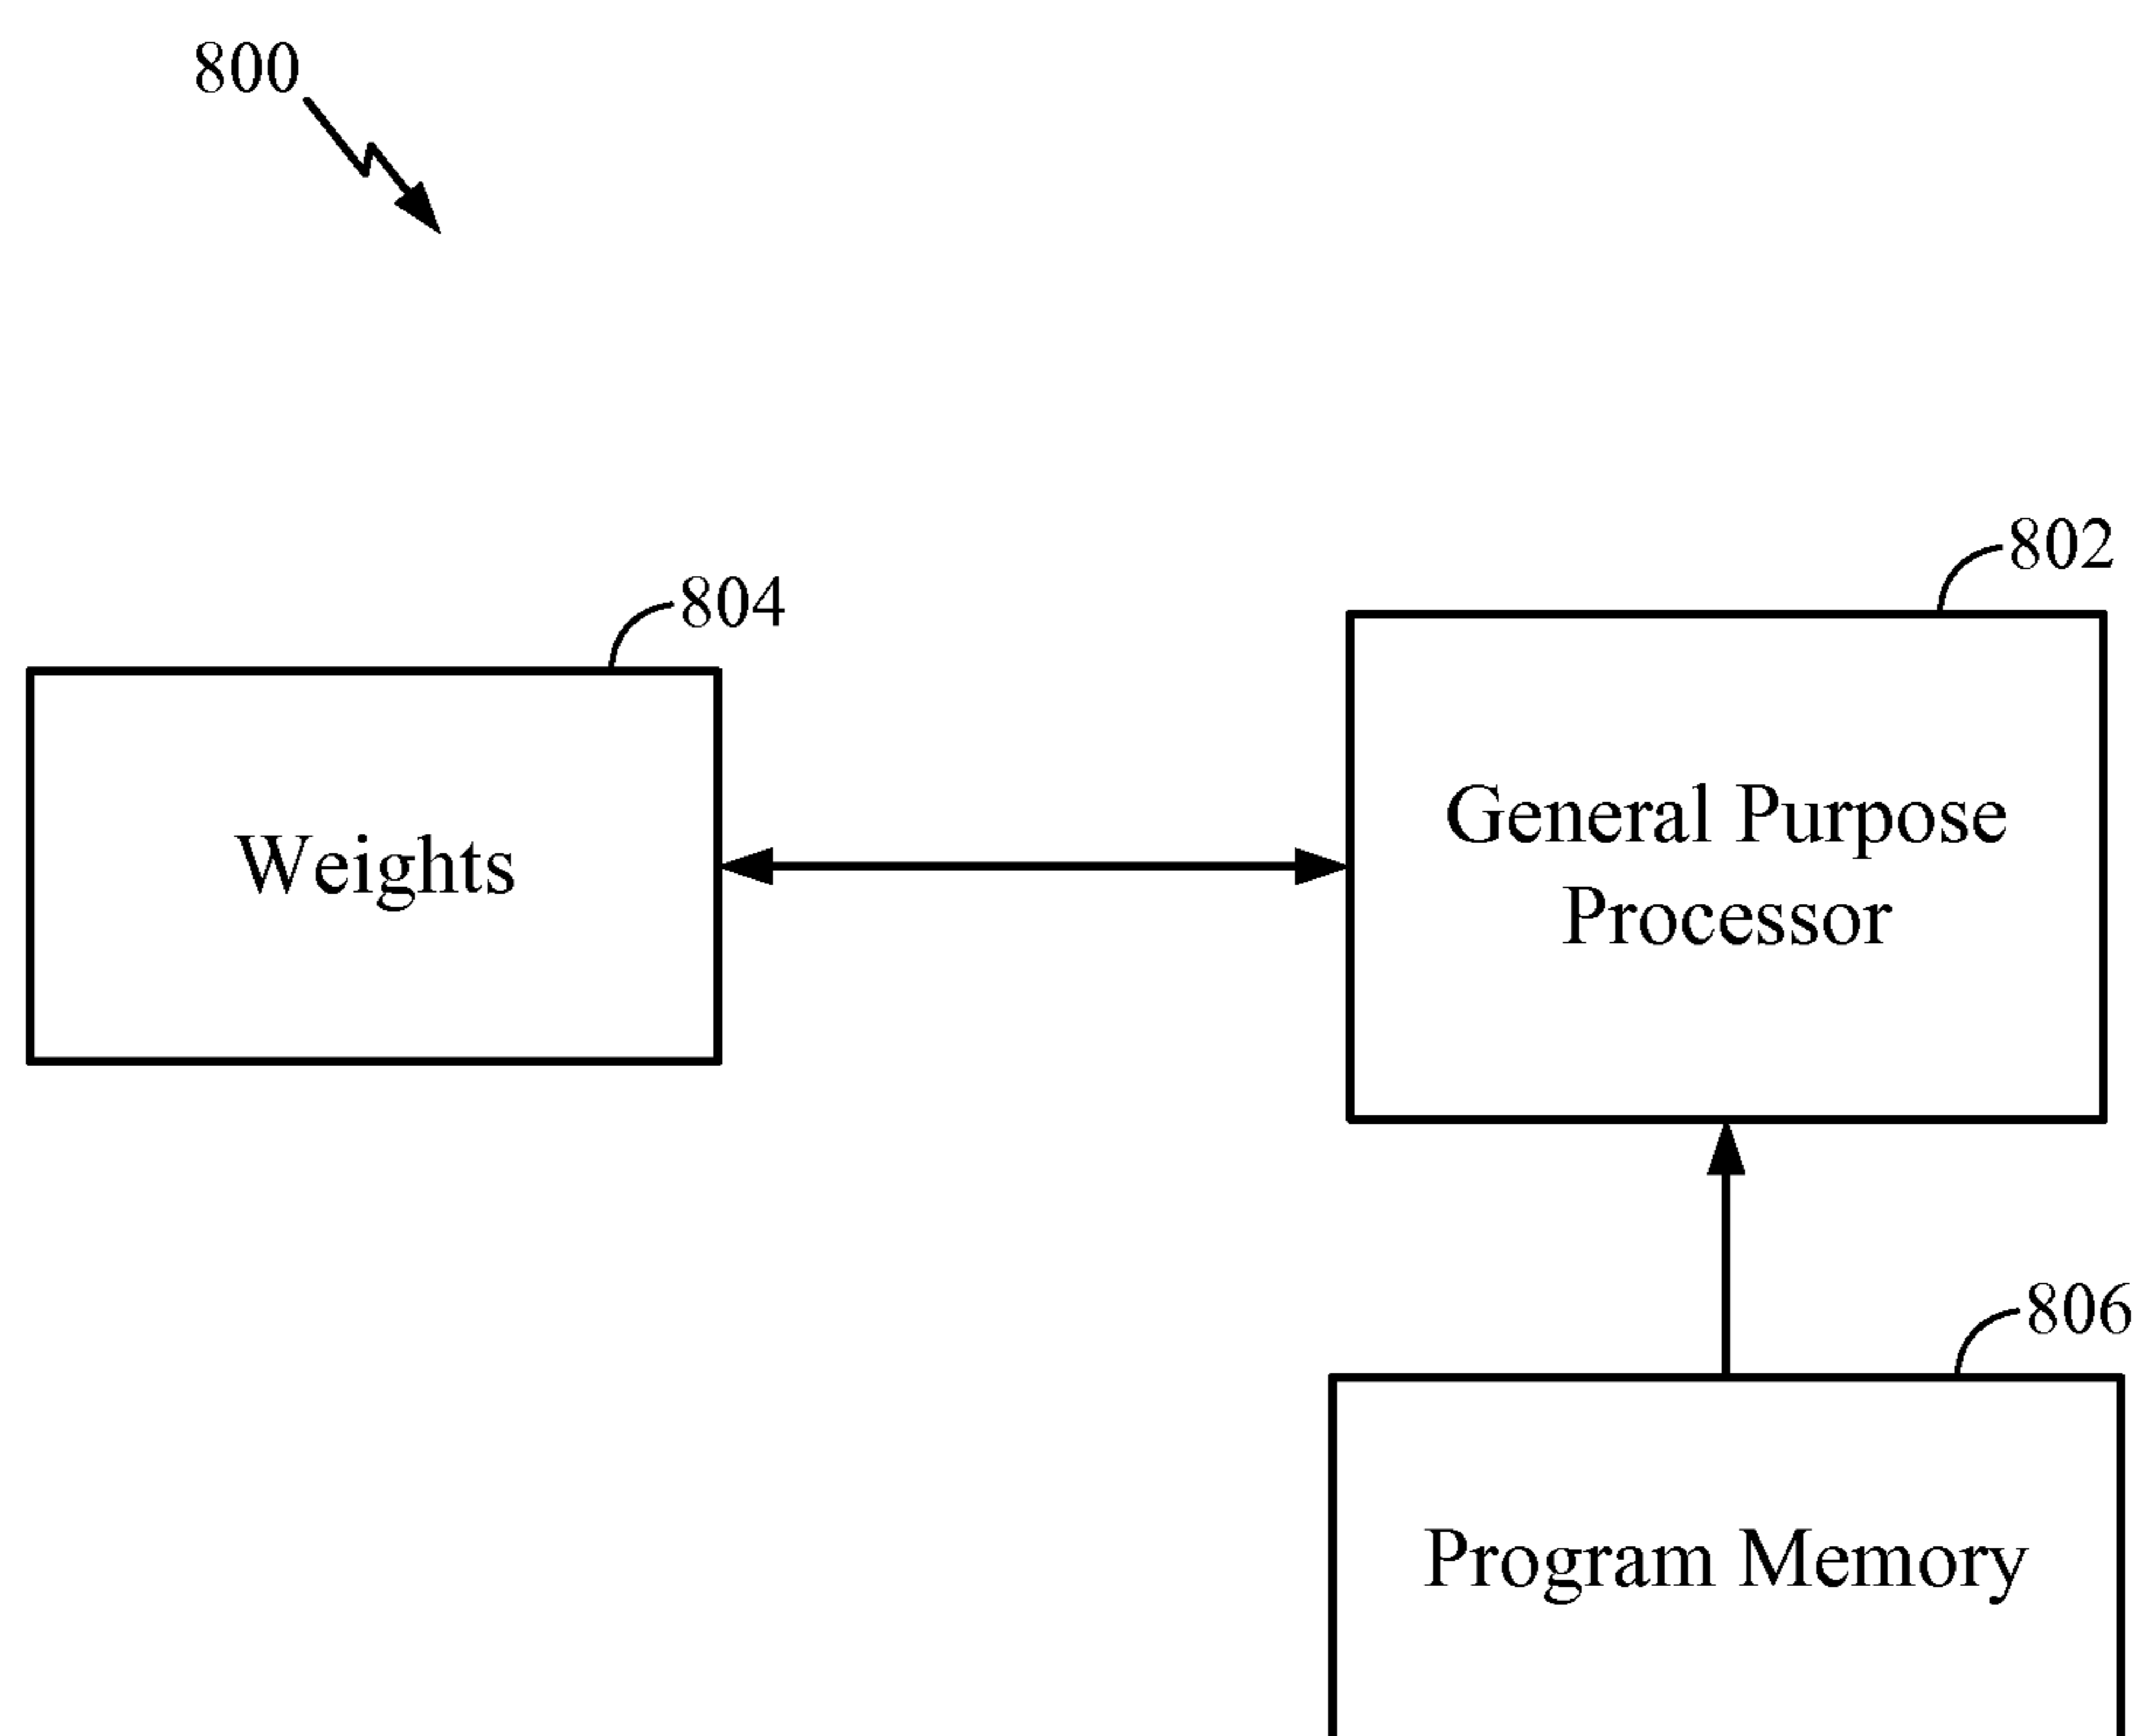 800
802
804
General Purpose
Processor
Weights
806
Program Memory